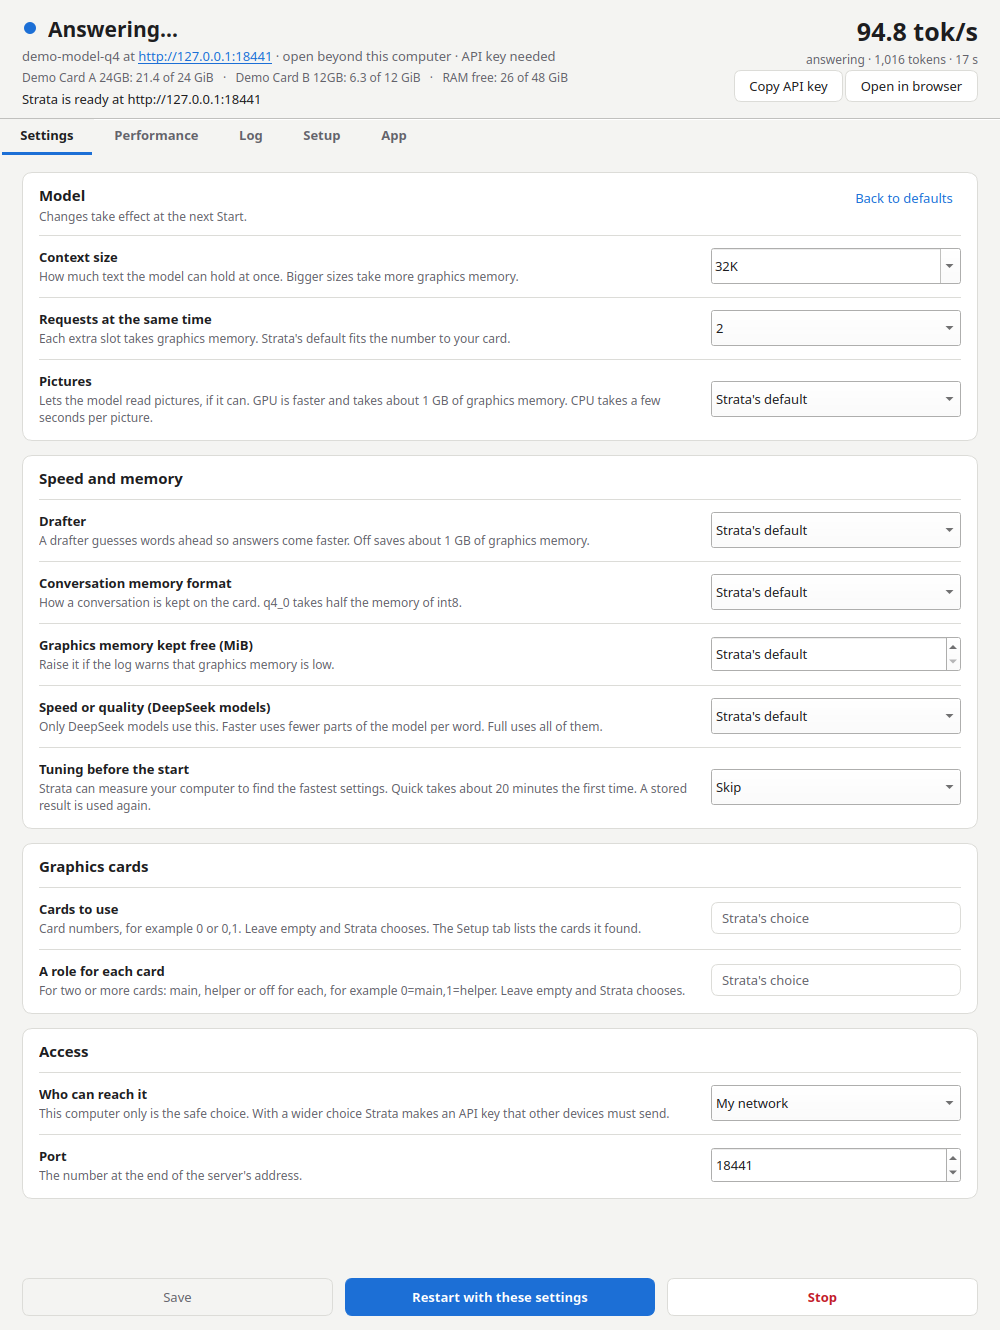 Answering...
94.8 tok/s
demo-model-q4 at http://127.0.0.1:18441 · open beyond this computer · API key needed
answering · 1,016 tokens · 17 s
Demo Card A 24GB: 21.4 of 24 GiB · Demo Card B 12GB: 6.3 of 12 GiB · RAM free: 26 of 48 GiB
Copy API key
Open in browser
Strata is ready at http://127.0.0.1:18441
Settings
Performance
Log
Setup
App
Model
Back to defaults
Changes take effect at the next Start.
Context size
How much text the model can hold at once. Bigger sizes take more graphics memory.
32K
Requests at the same time
Each extra slot takes graphics memory. Strata's default fits the number to your card.
2
Pictures
Lets the model read pictures, if it can. GPU is faster and takes about 1 GB of graphics memory. CPU takes a few
seconds per picture.
Strata's default
Speed and memory
Drafter
A drafter guesses words ahead so answers come faster. Off saves about 1 GB of graphics memory.
Strata's default
Conversation memory format
How a conversation is kept on the card. q4_0 takes half the memory of int8.
Strata's default
Graphics memory kept free (MiB)
Raise it if the log warns that graphics memory is low.
Strata's default
Speed or quality (DeepSeek models)
Only DeepSeek models use this. Faster uses fewer parts of the model per word. Full uses all of them.
Strata's default
Tuning before the start
Strata can measure your computer to find the fastest settings. Quick takes about 20 minutes the first time. A stored
result is used again.
Skip
Graphics cards
Cards to use
Card numbers, for example 0 or 0,1. Leave empty and Strata chooses. The Setup tab lists the cards it found.
Strata's choice
A role for each card
For two or more cards: main, helper or off for each, for example 0=main,1=helper. Leave empty and Strata chooses.
Strata's choice
Access
Who can reach it
This computer only is the safe choice. With a wider choice Strata makes an API key that other devices must send.
My network
Port
The number at the end of the server's address.
18441
Save
Restart with these settings
Stop